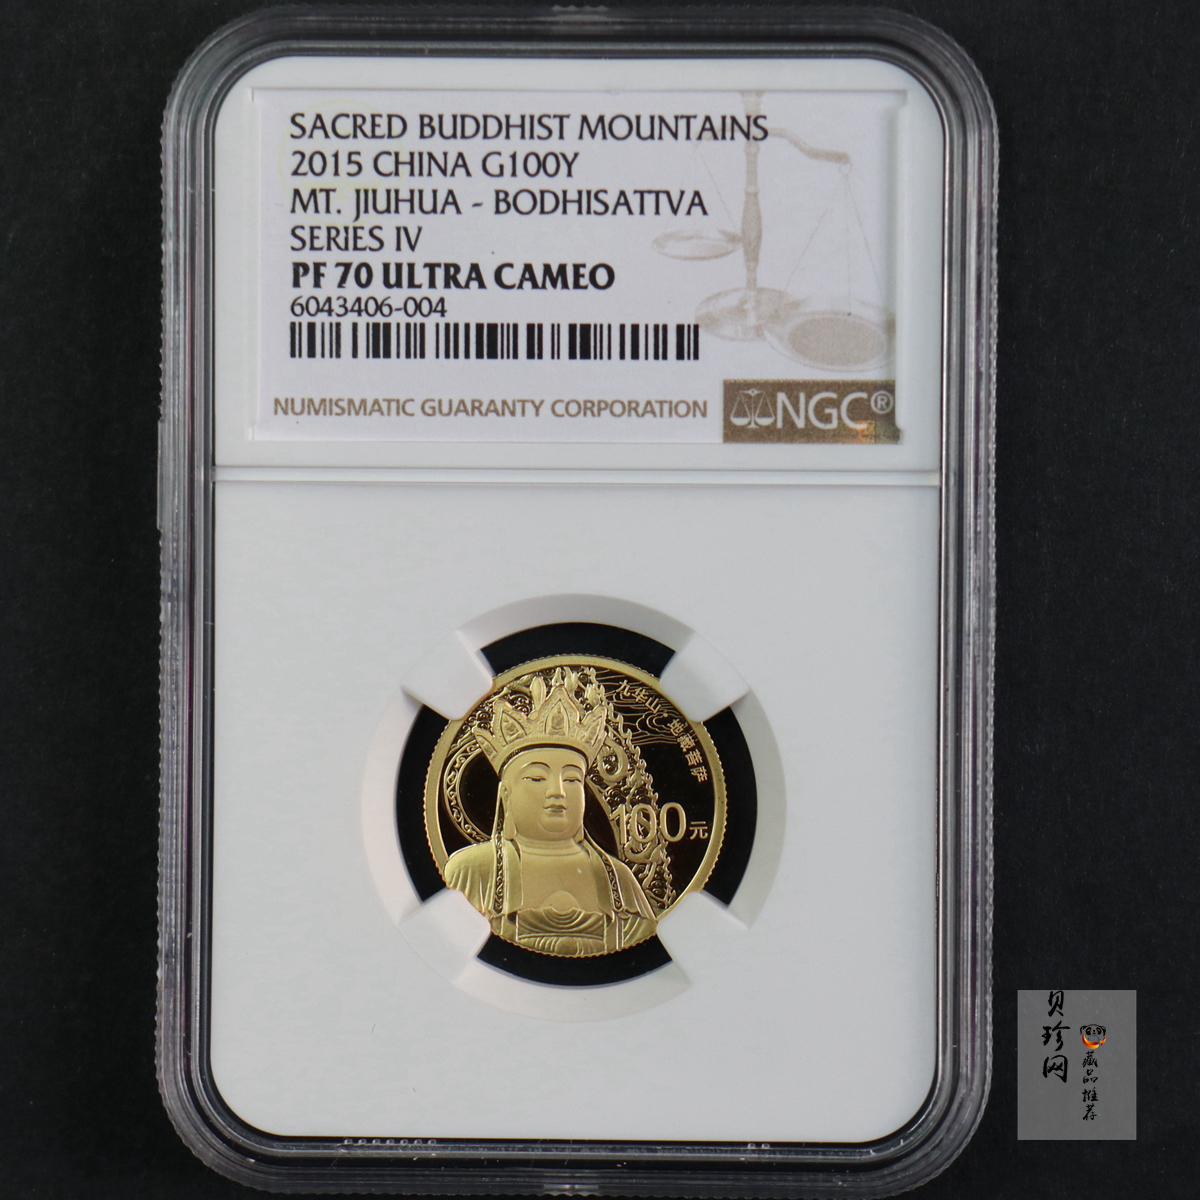 SACRED BUDDHIST MOUNTAINS
2015 CHINA G100Y
MT. JIUHUA - BODHISATTVA
SERIES IV
PF 70 ULTRA CAMEO
6043406-004
NUMISMATIC GUARANTY CORPORATION
NGC®
九华山·地藏菩萨
100元
贝珍网
藏品推荐